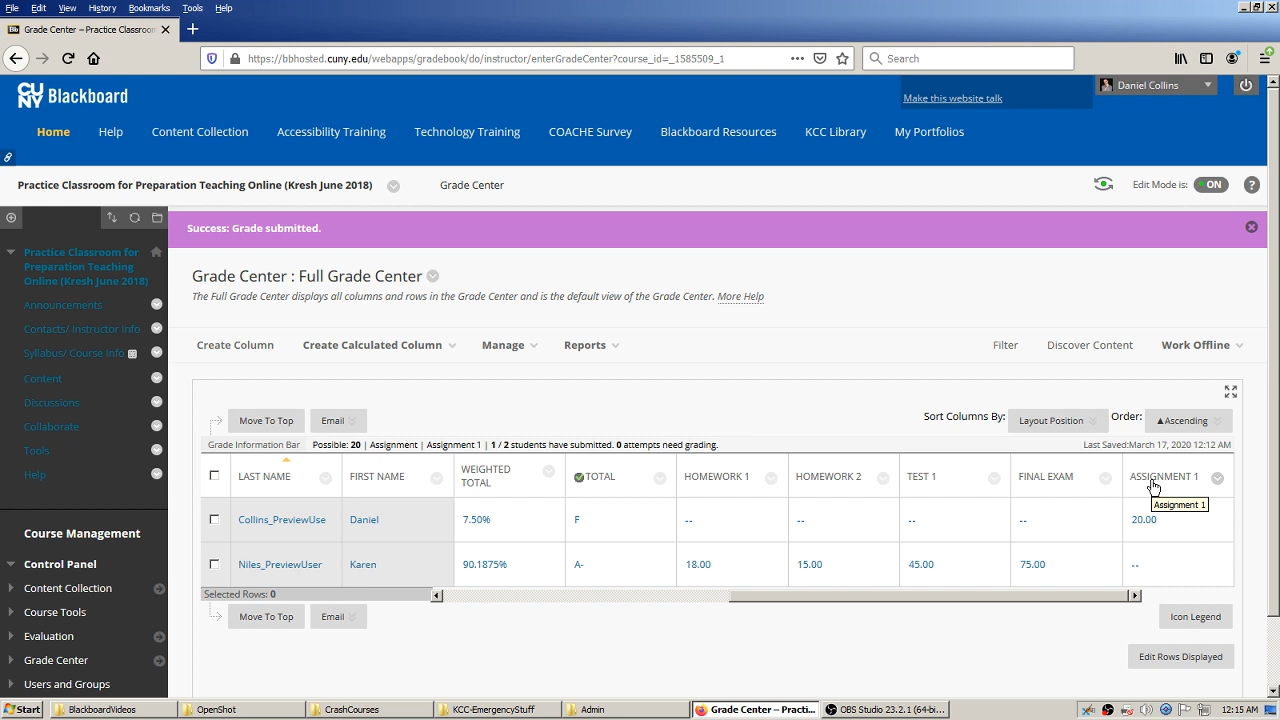 File Edit View History Bookmarks Tools Help
Bb Grade Center – Practice Classroom
https://bbhosted.cuny.edu/webapps/gradebook/do/instructor/enterGradeCenter?course_id=_1585509_1
Search
CUNY Blackboard
Make this website talk
Daniel Collins
Home Help Content Collection Accessibility Training Technology Training COACHE Survey Blackboard Resources KCC Library My Portfolios
Practice Classroom for Preparation Teaching Online (Kresh June 2018) Grade Center Edit Mode is: ON ?
Success: Grade submitted.
Practice Classroom for
Preparation Teaching
Online (Kresh June 2018)
Announcements
Contacts/ Instructor Info
Syllabus/ Course Info
Content
Discussions
Collaborate
Tools
Help
Course Management
Control Panel
Content Collection
Course Tools
Evaluation
Grade Center
Users and Groups
Grade Center : Full Grade Center
The Full Grade Center displays all columns and rows in the Grade Center and is the default view of the Grade Center. More Help
Create Column Create Calculated Column Manage Reports Filter Discover Content Work Offline
Move To Top Email Sort Columns By: Layout Position Order: ▲Ascending
Grade Information Bar Possible: 20 | Assignment | Assignment 1 | 1 / 2 students have submitted. 0 attempts need grading. Last Saved:March 17, 2020 12:12 AM
LAST NAME FIRST NAME WEIGHTED TOTAL TOTAL HOMEWORK 1 HOMEWORK 2 TEST 1 FINAL EXAM ASSIGNMENT 1
Assignment 1
Collins_PreviewUse Daniel 7.50% F -- -- -- -- 20.00
Niles_PreviewUser Karen 90.1875% A- 18.00 15.00 45.00 75.00 --
Selected Rows: 0
Move To Top Email Icon Legend
Edit Rows Displayed
Start BlackboardVideos OpenShot CrashCourses KCC-EmergencyStuff Admin Grade Center – Practi... OBS Studio 23.2.1 (64-bi... 12:15 AM